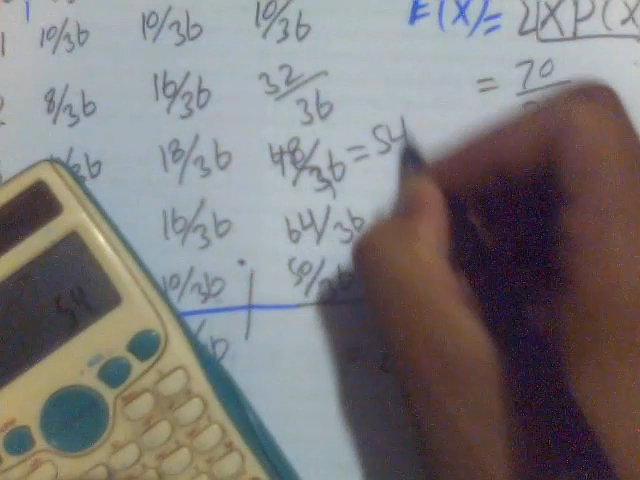 1 10/36 10/36 10/36 E(X)= ΣXP(X
8/36 16/36 32/36 = 70
18/36 48/36 = 54
16/36 64/36
54 10/36 50/36